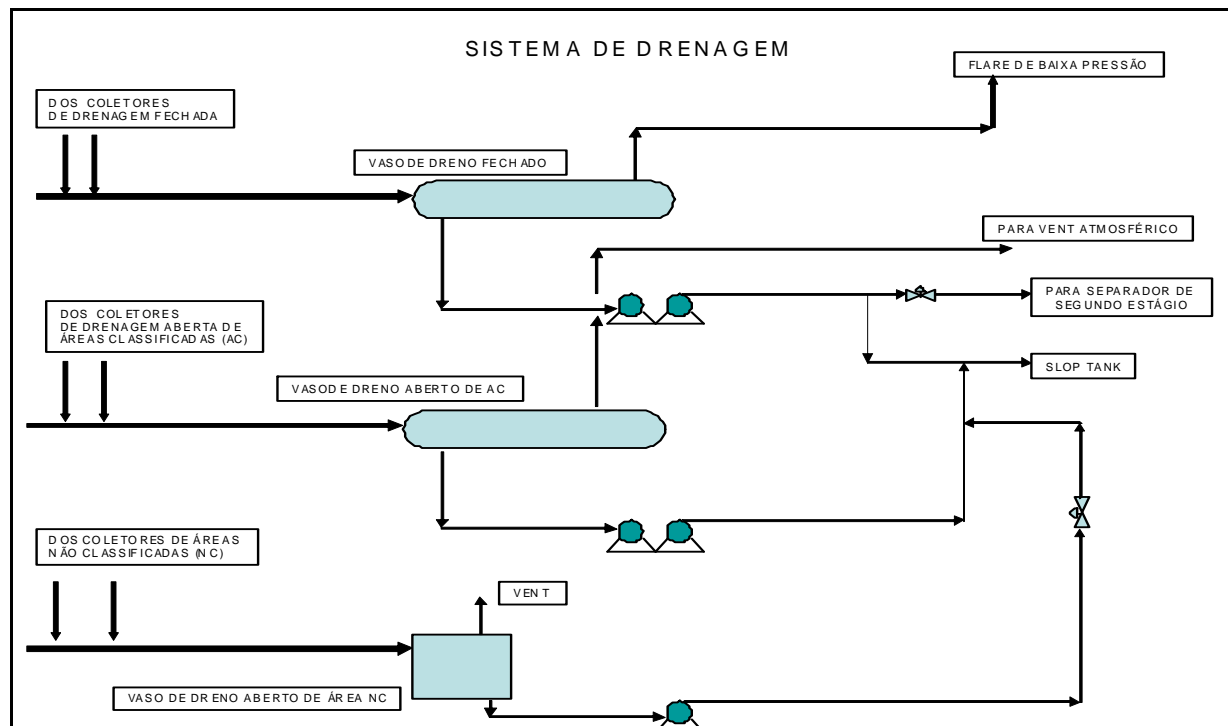 SISTEMA DE DRENAGEM
FLARE DE BAIXA PRESSÃO
DOS COLETORES
DE DRENAGEM FECHADA
VASO DE DRENO FECHADO
PARA VENT ATMOSFÉRICO
DOS COLETORES
DE DRENAGEM ABERTA DE
ÁREAS CLASSIFICADAS (AC)
PARA SEPARADOR DE
SEGUNDO ESTÁGIO
SLOP TANK
VASO DE DRENO ABERTO DE AC
DOS COLETORES DE ÁREAS
NÃO CLASSIFICADAS (NC)
VENT
VASO DE DRENO ABERTO DE ÁREA NC